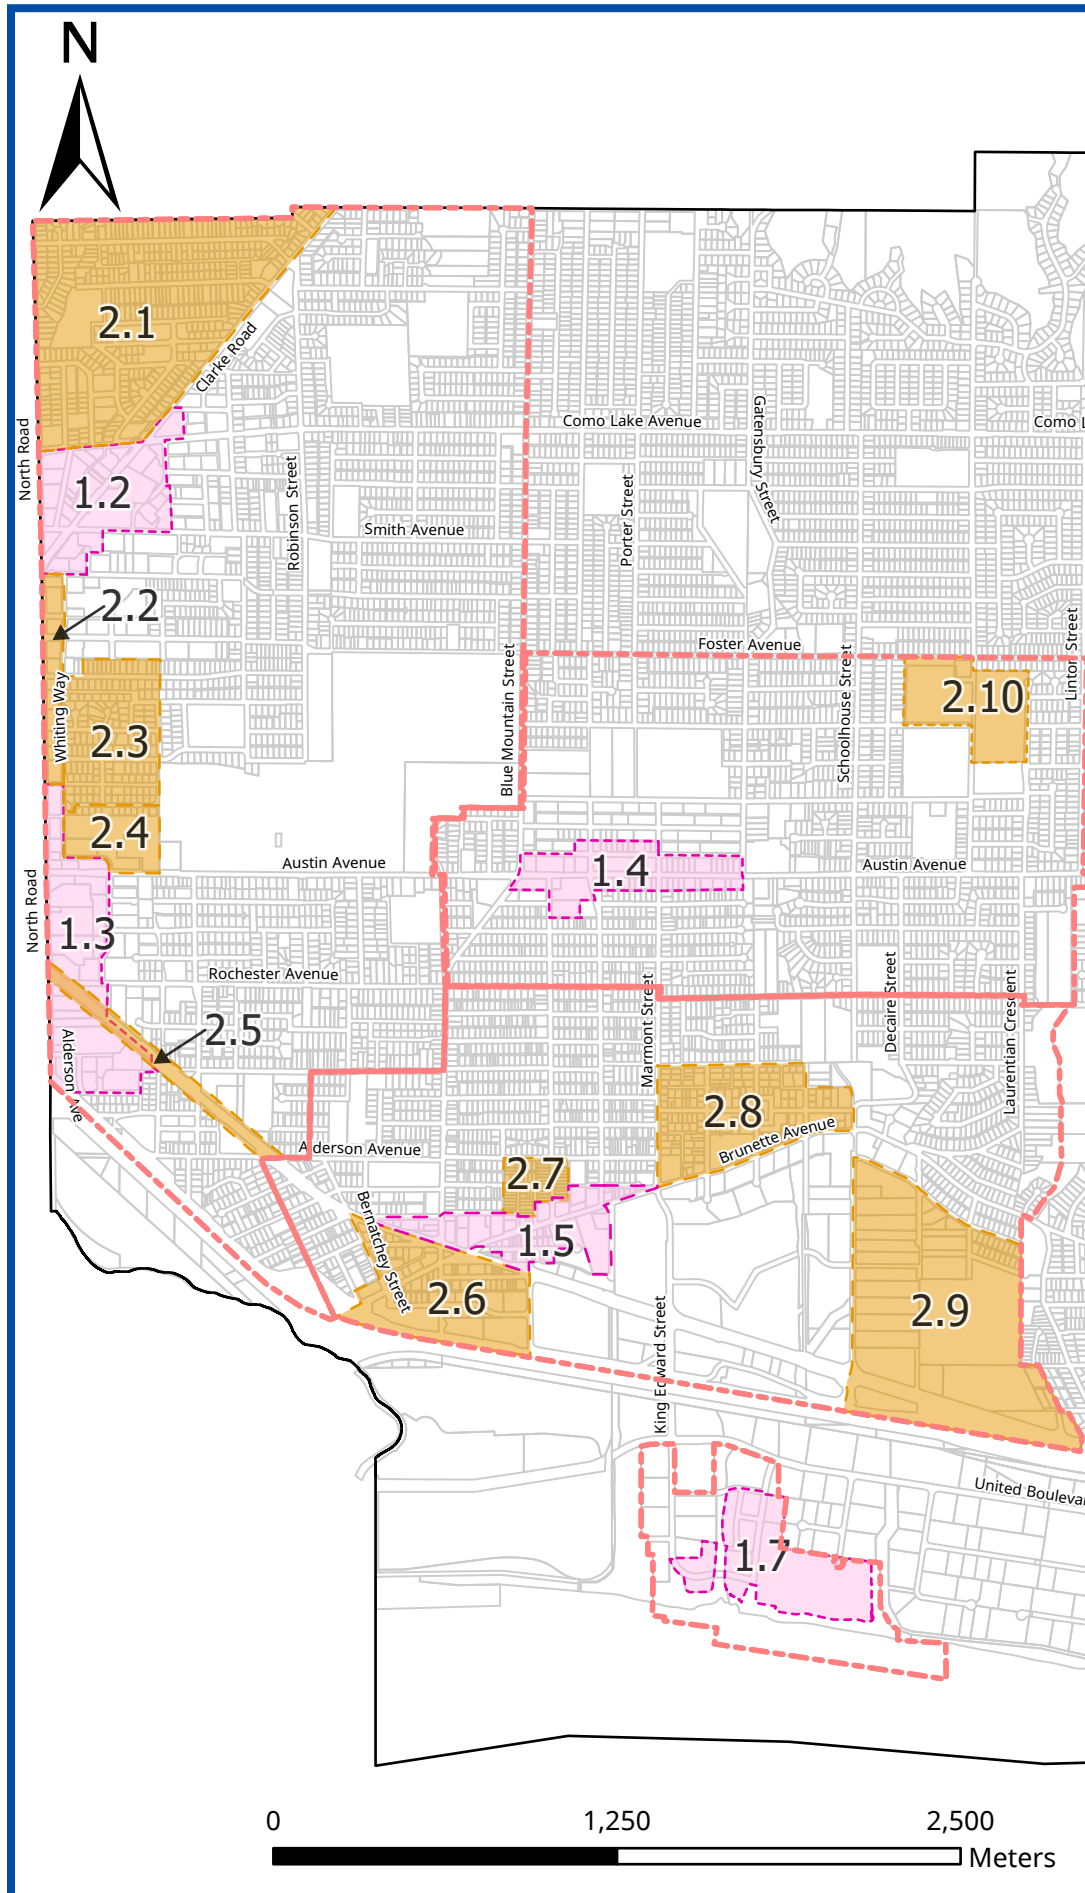 N
2.1
Clarke Road
Como Lake Avenue
Como L
Gatensbury Street
North Road
1.2
Robinson Street
Porter Street
Smith Avenue
2.2
Foster Avenue
Linton Street
Whiting Way
Blue Mountain Street
Schoolhouse Street
2.10
2.3
2.4
Austin Avenue
1.4
Austin Avenue
North Road
1.3
Rochester Avenue
Marmont Street
Decaire Street
Laurentian Crescent
2.5
Alderson Ave
2.8
Brunette Avenue
Alderson Avenue
2.7
Bernatchey Street
1.5
2.6
2.9
King Edward Street
United Boulevar
1.7
0
1,250
2,500
Meters